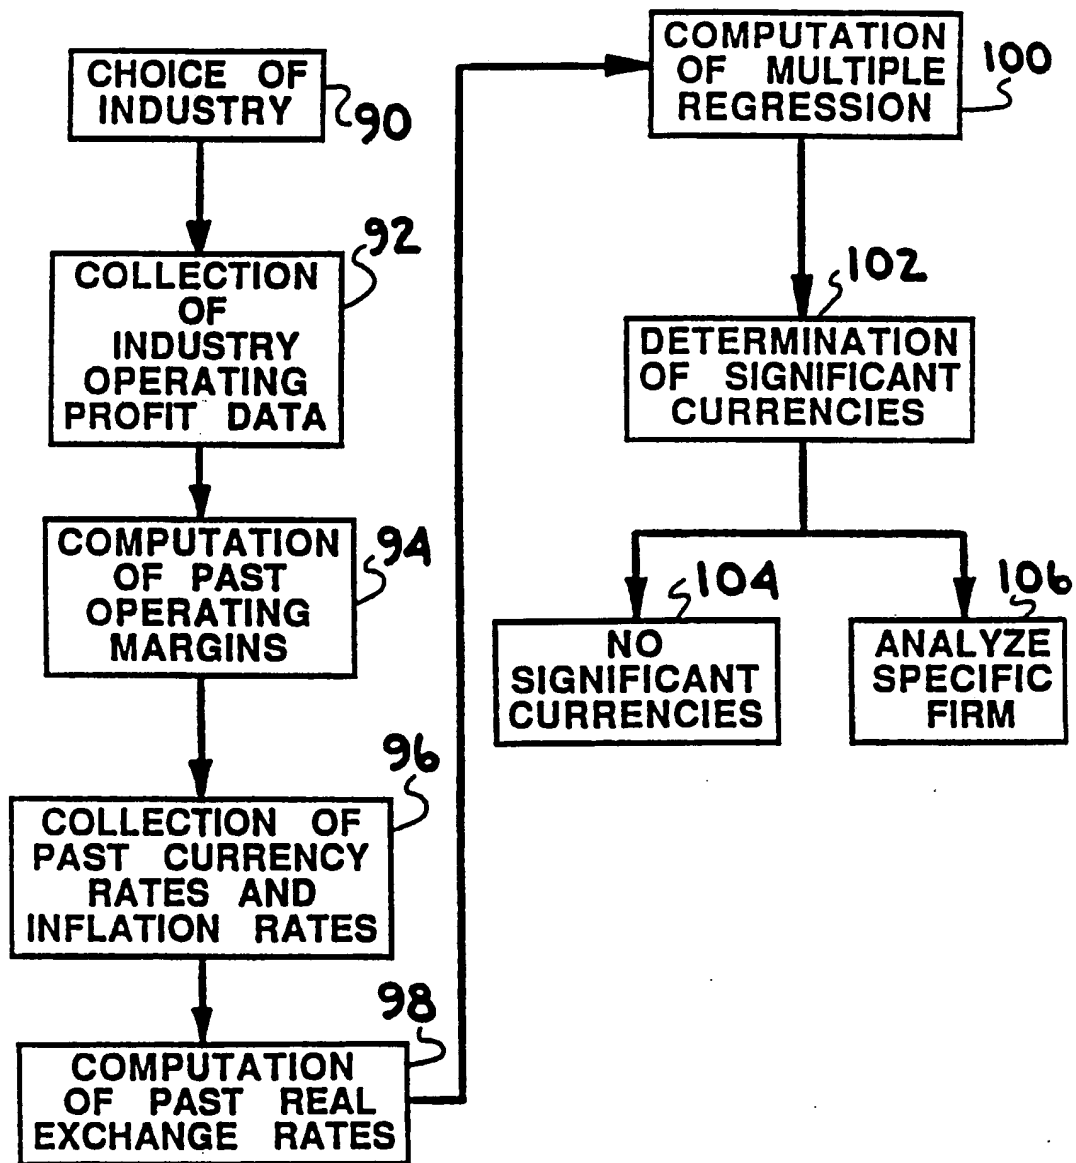 CHOICE OF
INDUSTRY
90
92
COLLECTION
OF
INDUSTRY
OPERATING
PROFIT DATA
94
COMPUTATION
OF PAST
OPERATING
MARGINS
96
COLLECTION OF
PAST CURRENCY
RATES AND
INFLATION RATES
98
COMPUTATION
OF PAST REAL
EXCHANGE RATES
COMPUTATION
OF MULTIPLE
REGRESSION
100
102
DETERMINATION
OF SIGNIFICANT
CURRENCIES
104
NO
SIGNIFICANT
CURRENCIES
106
ANALYZE
SPECIFIC
FIRM